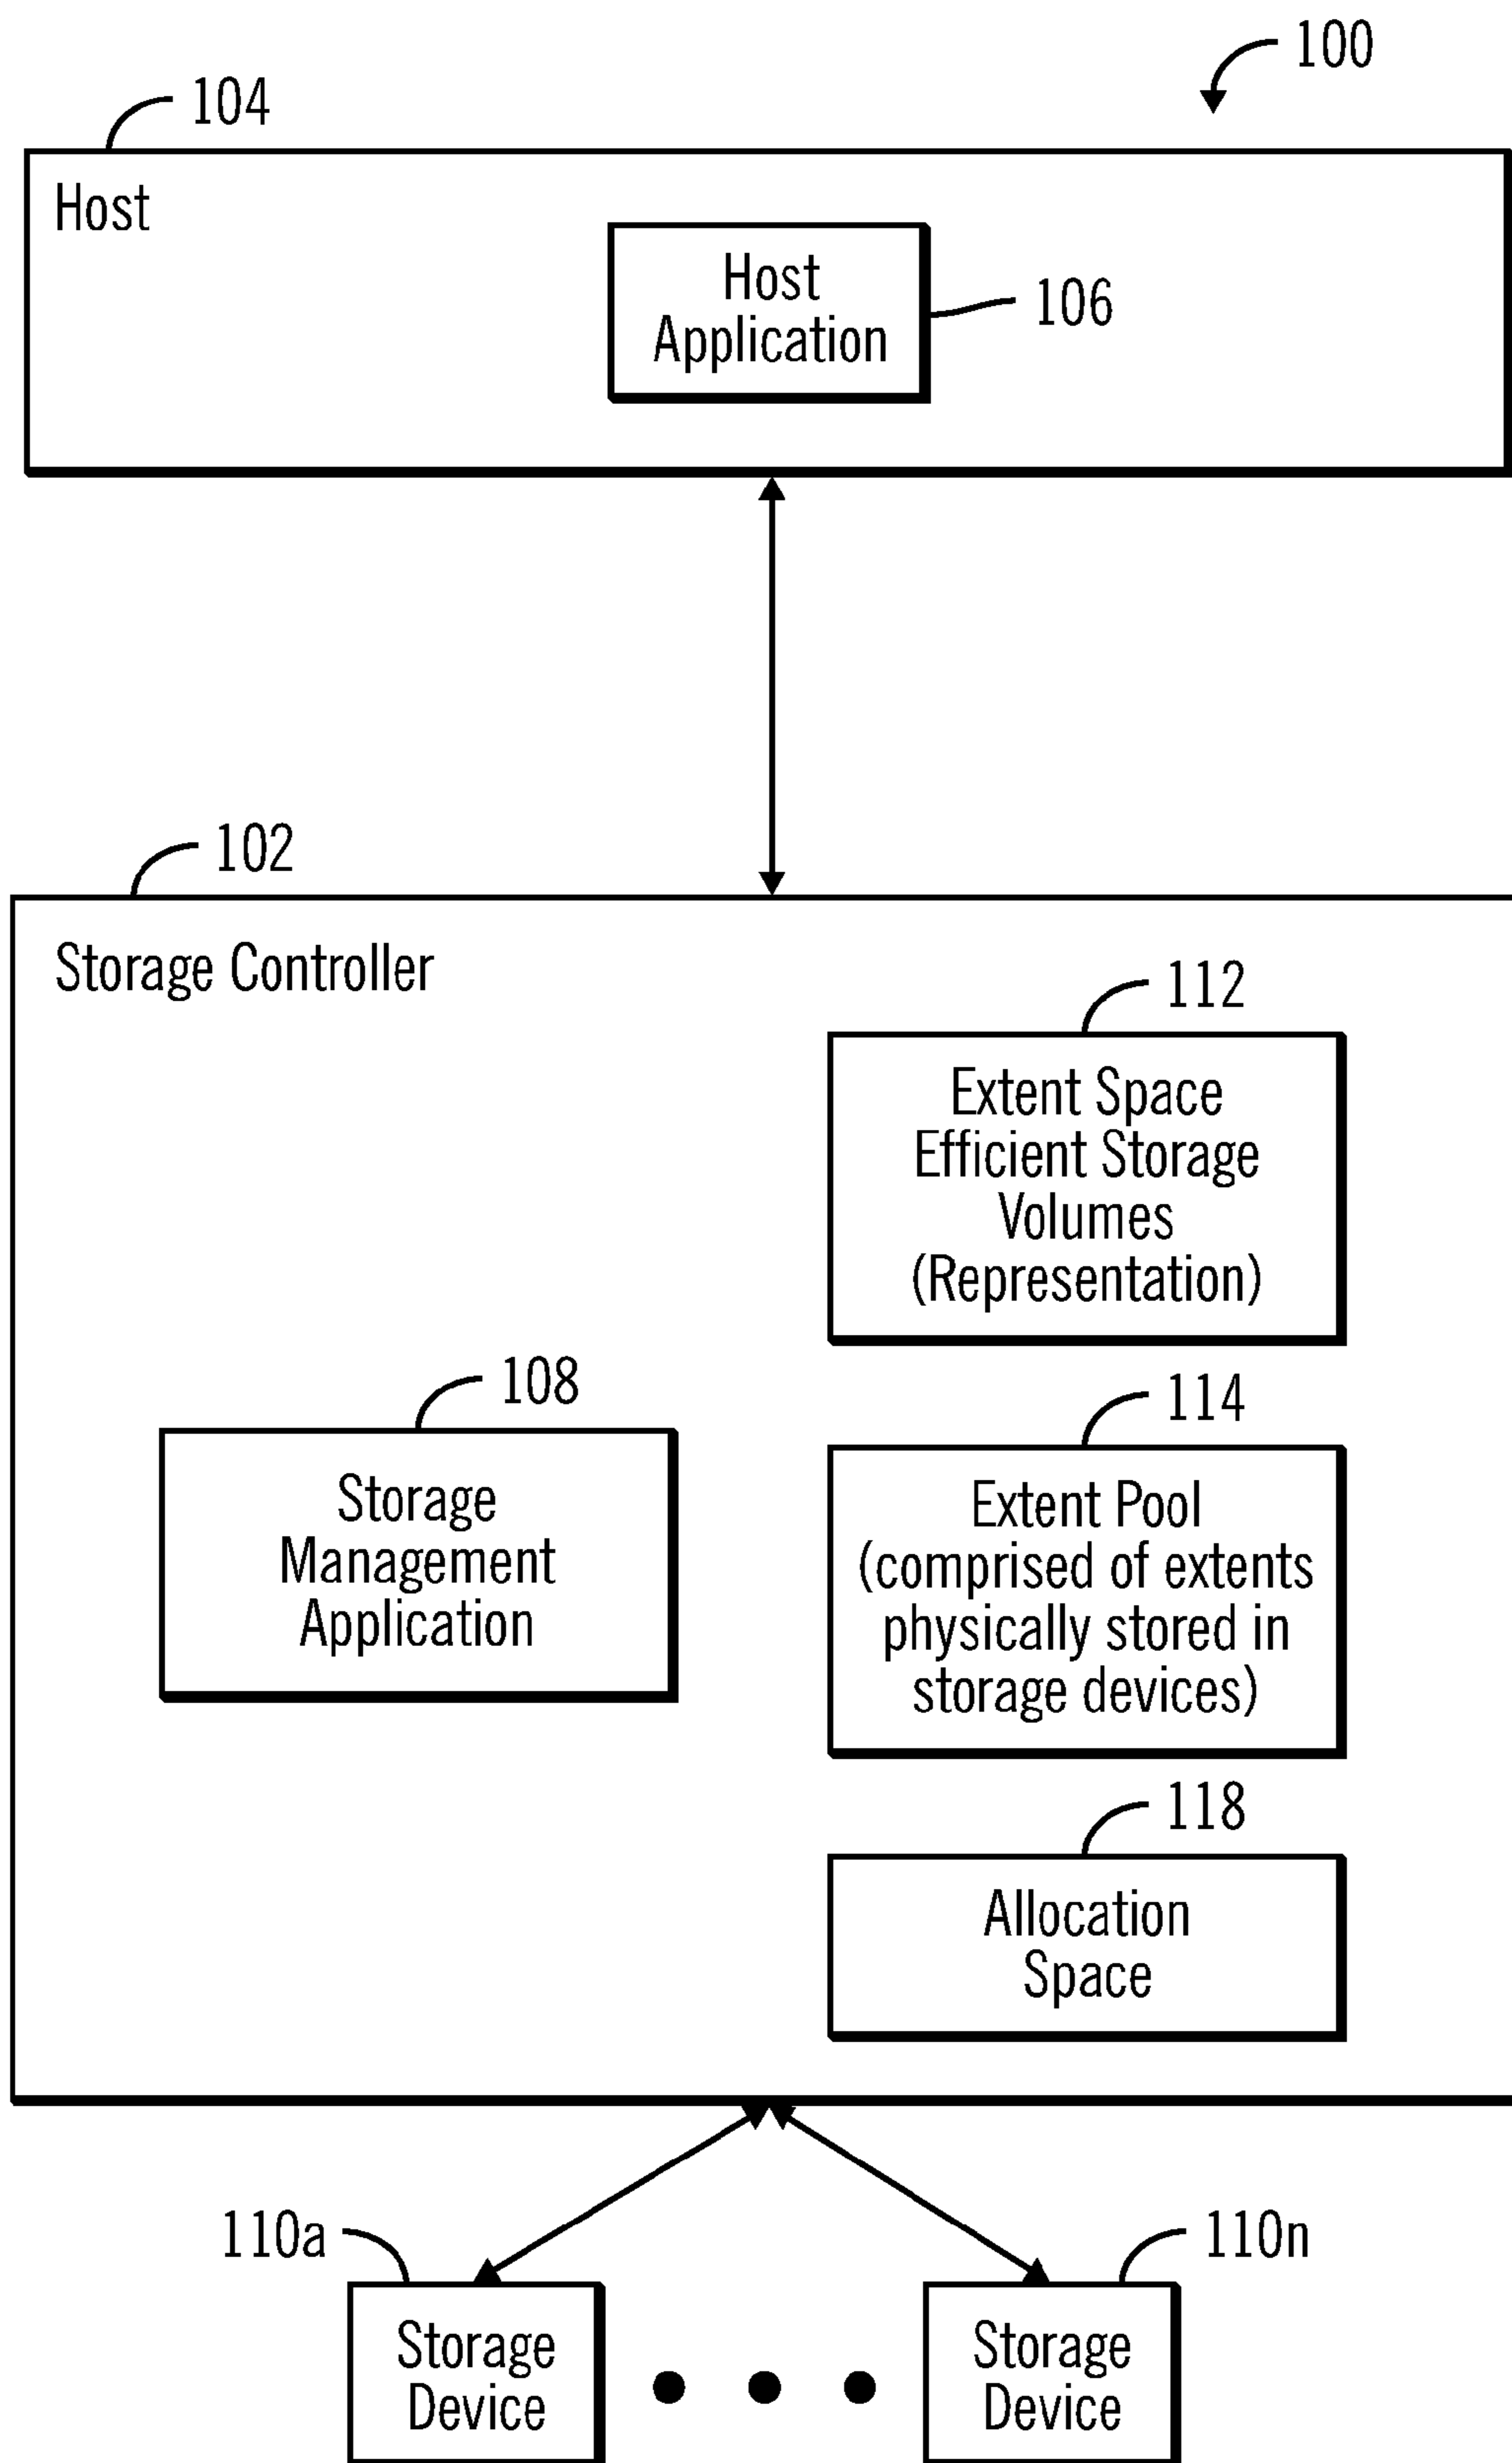 100
104
Host
Host
Application
106
102
Storage Controller
112
Extent Space
Efficient Storage
Volumes
(Representation)
108
Storage
Management
Application
114
Extent Pool
(comprised of extents
physically stored in
storage devices)
118
Allocation
Space
110a
Storage
Device
110n
Storage
Device